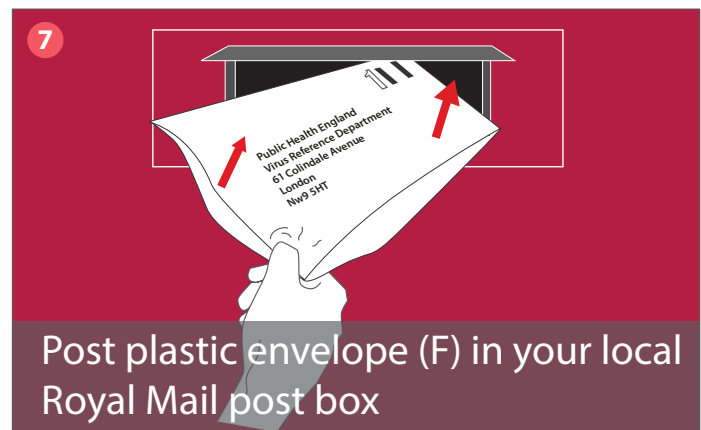 7
1
Public Health England
Virus Reference Department
61 Colindale Avenue
London
Nw9 5HT
Post plastic envelope (F) in your local
Royal Mail post box